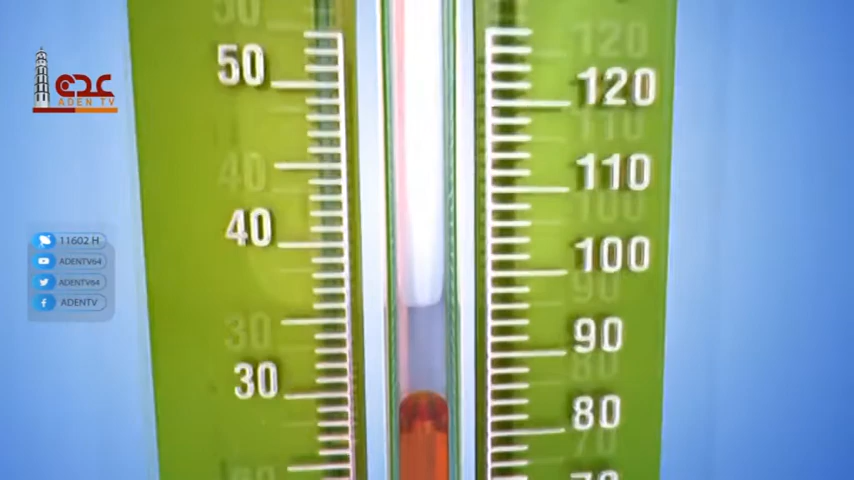 عدن
ADEN TV
11602 H
ADENTV64
ADENTV64
ADENTV
50
40
30
120
110
100
90
80